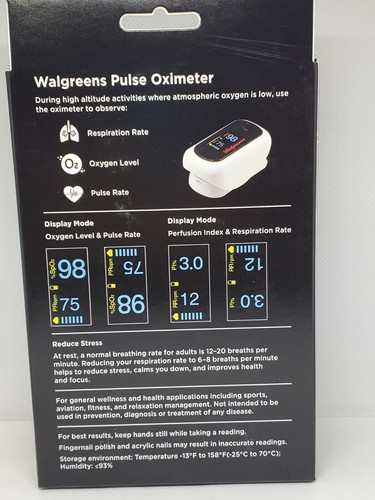 Walgreens Pulse Oximeter
During high altitude activities where atmospheric oxygen is low, use
the oximeter to observe:
Respiration Rate
O2
Oxygen Level
Pulse Rate
98
75
Walgreens
Display Mode
Oxygen Level & Pulse Rate
Display Mode
Perfusion Index & Respiration Rate
%SpO2
98
PRbpm
75
PRbpm
75
%SpO2
98
PI%
3.0
RRbpm
12
RRbpm
12
PI%
3.0
Reduce Stress
At rest, a normal breathing rate for adults is 12-20 breaths per
minute. Reducing your respiration rate to 6-8 breaths per minute
helps to reduce stress, calms you down, and improves health
and focus.
For general wellness and health applications including sports,
aviation, fitness, and relaxation management. Not intended to be
used in prevention, diagnosis or treatment of any disease.
For best results, keep hands still while taking a reading.
Fingernail polish and acrylic nails may result in inaccurate readings.
Storage environment: Temperature -13°F to 158°F(-25°C to 70°C);
Humidity: ≤93%